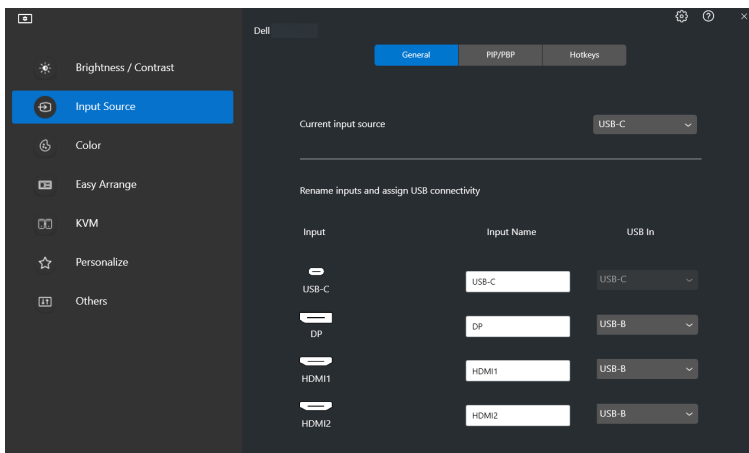 Dell
General PIP/PBP Hotkeys
Brightness / Contrast
Input Source
Color
Easy Arrange
KVM
Personalize
Others
Current input source USB-C
Rename inputs and assign USB connectivity
Input Input Name USB In
USB-C USB-C USB-C
DP DP USB-B
HDMI1 HDMI1 USB-B
HDMI2 HDMI2 USB-B